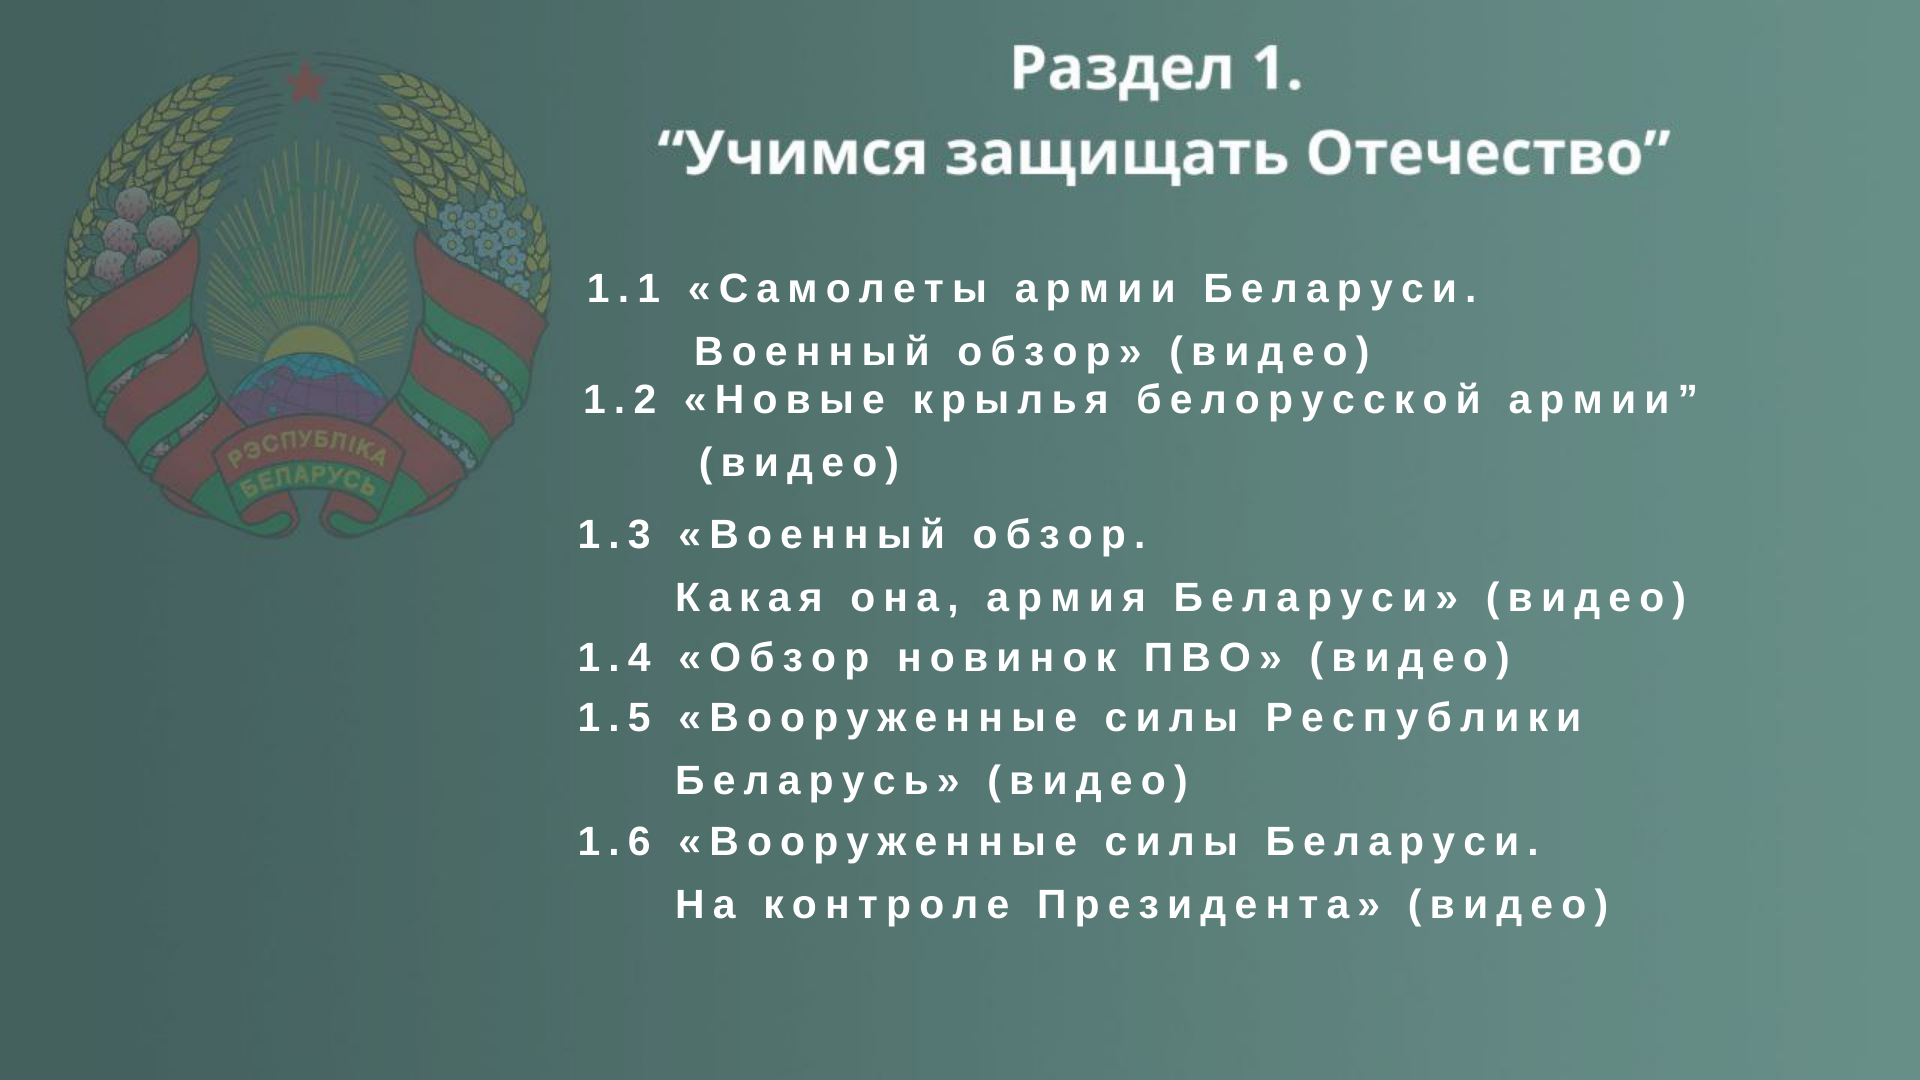 Раздел 1.
“Учимся защищать Отечество”
1.1 «Самолеты армии Беларуси.
Военный обзор» (видео)
1.2 «Новые крылья белорусской армии”
(видео)
1.3 «Военный обзор.
Какая она, армия Беларуси» (видео)
1.4 «Обзор новинок ПВО» (видео)
1.5 «Вооруженные силы Республики
Беларусь» (видео)
1.6 «Вооруженные силы Беларуси.
На контроле Президента» (видео)
РЭСПУБЛІКА
БЕЛАРУСЬ